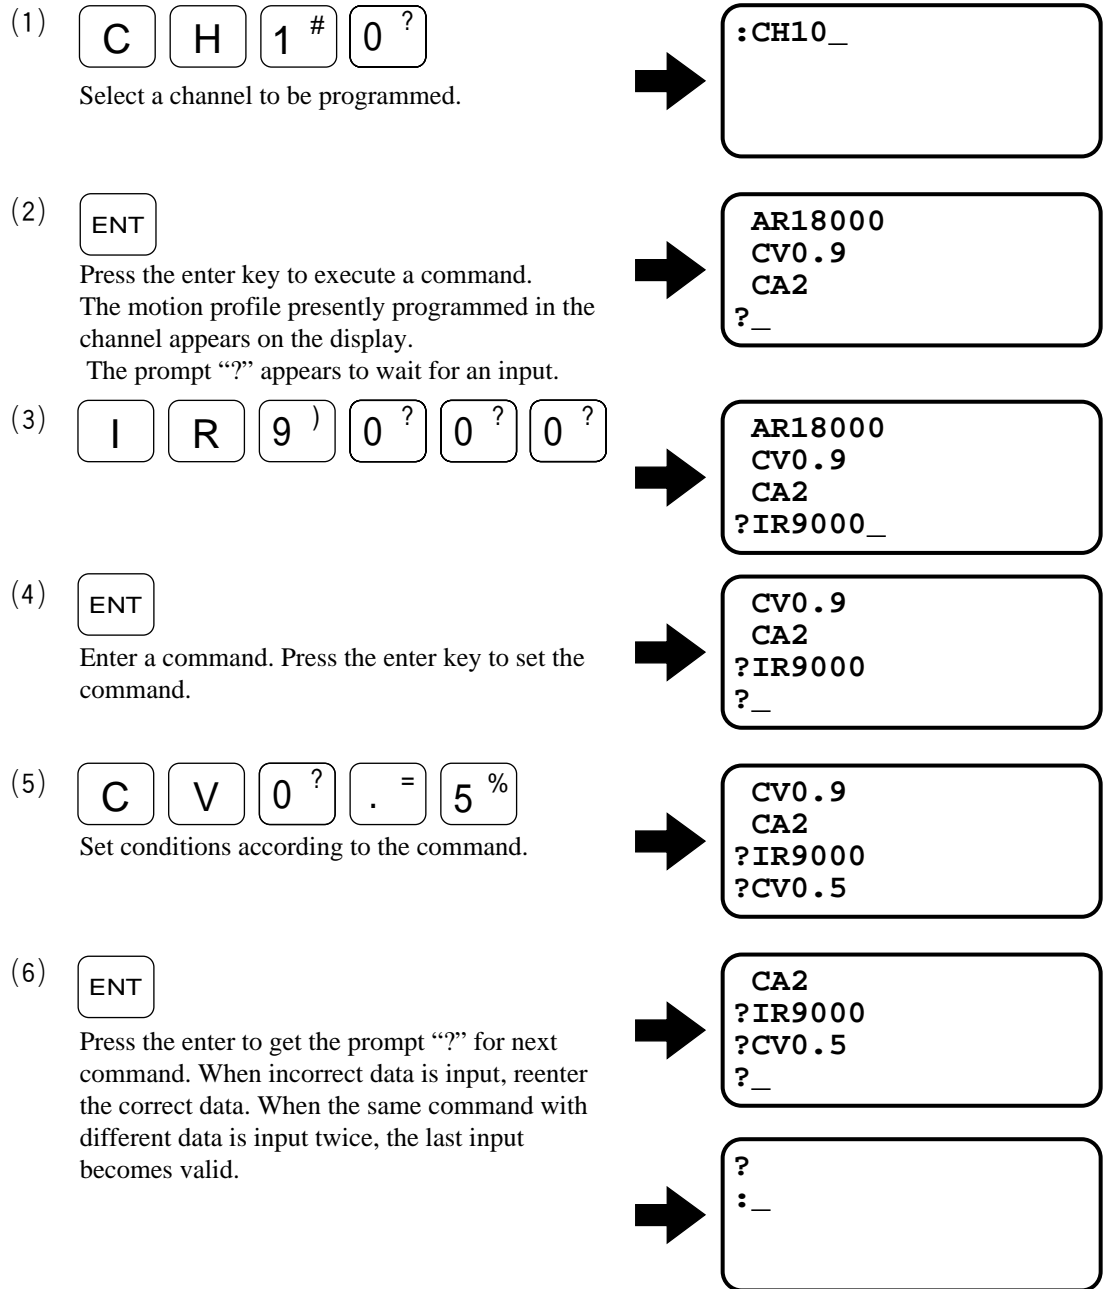 (1)
C H 1 # 0 ?
Select a channel to be programmed.
:CH10_
(2)
ENT
Press the enter key to execute a command.
The motion profile presently programmed in the
channel appears on the display.
The prompt “?” appears to wait for an input.
AR18000
CV0.9
CA2
?_
(3)
I R 9 ) 0 ? 0 ? 0 ?
AR18000
CV0.9
CA2
?IR9000_
(4)
ENT
Enter a command. Press the enter key to set the
command.
CV0.9
CA2
?IR9000
?_
(5)
C V 0 ? . = 5 %
Set conditions according to the command.
CV0.9
CA2
?IR9000
?CV0.5
(6)
ENT
Press the enter to get the prompt “?” for next
command. When incorrect data is input, reenter
the correct data. When the same command with
different data is input twice, the last input
becomes valid.
CA2
?IR9000
?CV0.5
?_
?
:_